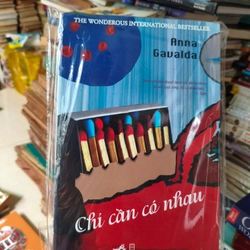 THE WONDEROUS INTERNATIONAL BESTSELLER
Anna
Gavalda
Chỉ cần có nhau